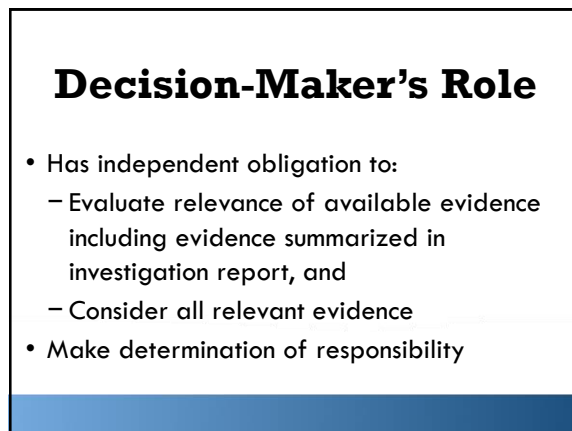 Decision-Maker’s Role
• Has independent obligation to:
– Evaluate relevance of available evidence
including evidence summarized in
investigation report, and
– Consider all relevant evidence
• Make determination of responsibility